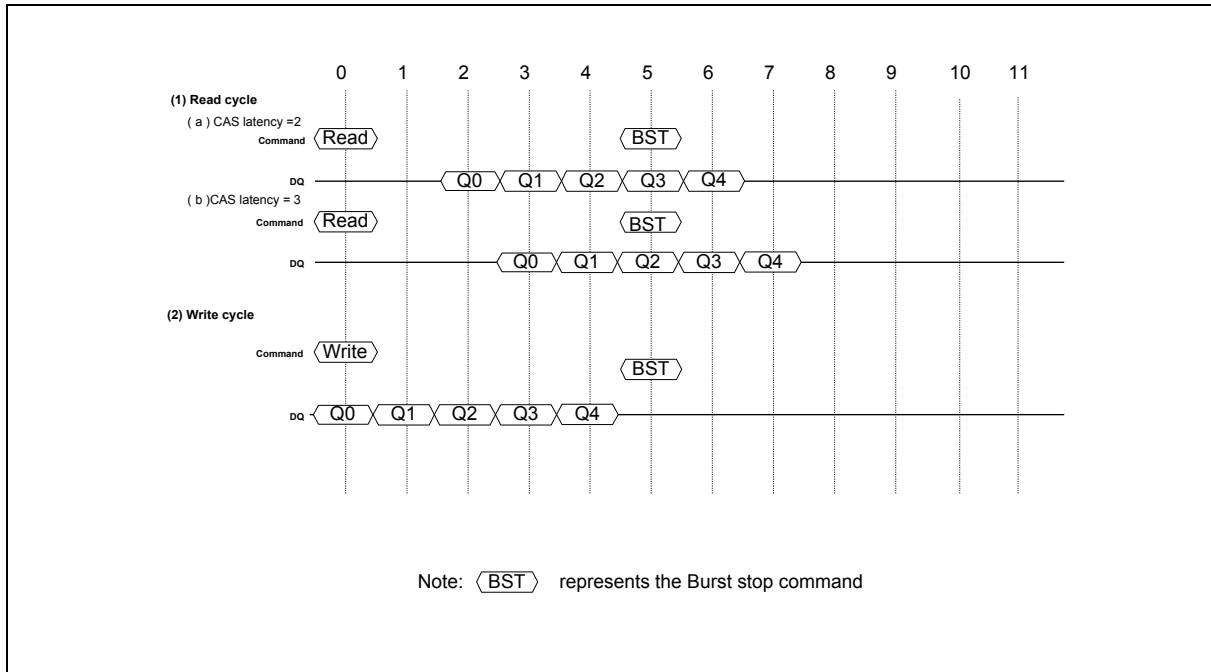 0 1 2 3 4 5 6 7 8 9 10 11
(1) Read cycle
( a ) CAS latency =2
Command Read BST
DQ Q0 Q1 Q2 Q3 Q4
( b )CAS latency = 3
Command Read BST
DQ Q0 Q1 Q2 Q3 Q4
(2) Write cycle
Command Write BST
DQ Q0 Q1 Q2 Q3 Q4
Note: BST represents the Burst stop command